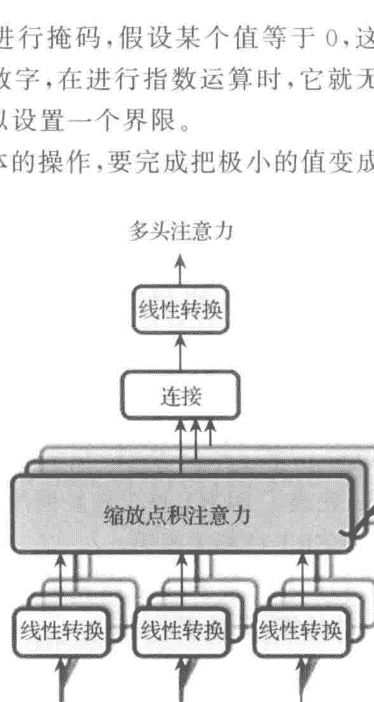 进行掩码,假设某个值等于 0,这
数字,在进行指数运算时,它就无
以设置一个界限。
本的操作,要完成把极小的值变成
多头注意力
线性转换
连接
缩放点积注意力
线性转换 线性转换 线性转换